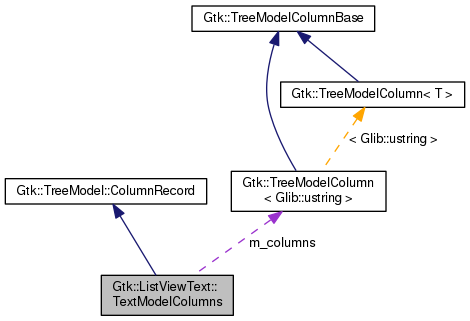 Gtk::TreeModelColumnBase
Gtk::TreeModelColumn< T >
< Glib::ustring >
Gtk::TreeModelColumn
< Glib::ustring >
Gtk::TreeModel::ColumnRecord
m_columns
Gtk::ListViewText::
TextModelColumns